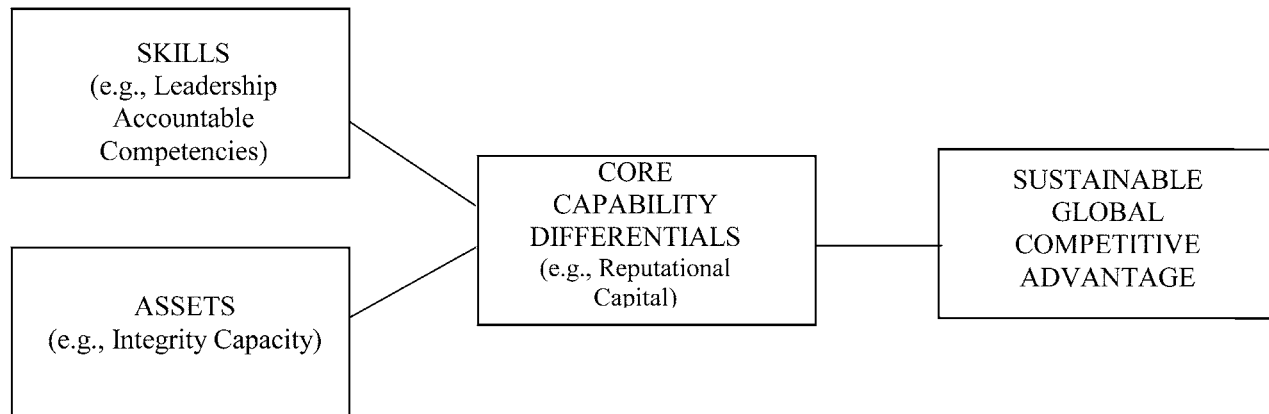 SKILLS
(e.g., Leadership
Accountable
Competencies)
ASSETS
(e.g., Integrity Capacity)
CORE
CAPABILITY
DIFFERENTIALS
(e.g., Reputational
Capital)
SUSTAINABLE
GLOBAL
COMPETITIVE
ADVANTAGE